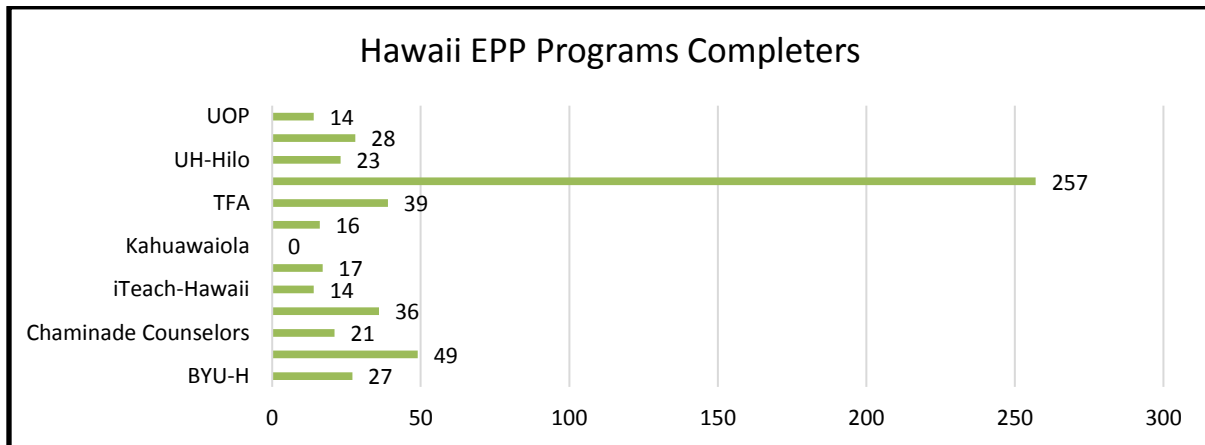 Hawaii EPP Programs Completers
UOP 14
28
UH-Hilo 23
257
TFA 39
16
Kahuawaiola 0
17
iTeach-Hawaii 14
36
Chaminade Counselors 21
49
BYU-H 27
0 50 100 150 200 250 300